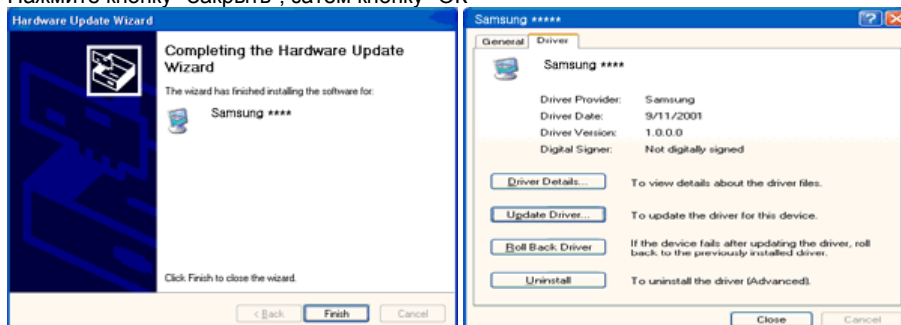 Нажмите кнопку "Закрыть", затем кнопку "OK"
Hardware Update Wizard
Completing the Hardware Update
Wizard
The wizard has finished installing the software for:
Samsung ****
Click Finish to close the wizard.
< Back
Finish
Cancel
Samsung *****
General
Driver
Samsung ****
Driver Provider: Samsung
Driver Date: 9/11/2001
Driver Version: 1.0.0.0
Digital Signer: Not digitally signed
Driver Details...
To view details about the driver files.
Update Driver...
To update the driver for this device.
Roll Back Driver
If the device fails after updating the driver, roll
back to the previously installed driver.
Uninstall
To uninstall the driver (Advanced).
Close
Cancel